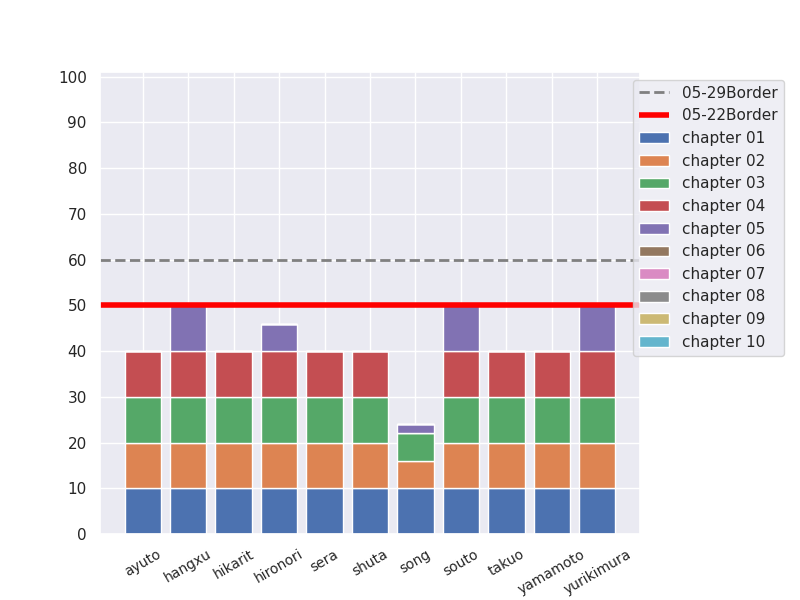 100
90
80
70
60
50
40
30
20
10
0
ayuto
hangxu
hikarit
hironori
sera
shuta
song
souto
takuo
yamamoto
yurikimura
05-29Border
05-22Border
chapter 01
chapter 02
chapter 03
chapter 04
chapter 05
chapter 06
chapter 07
chapter 08
chapter 09
chapter 10